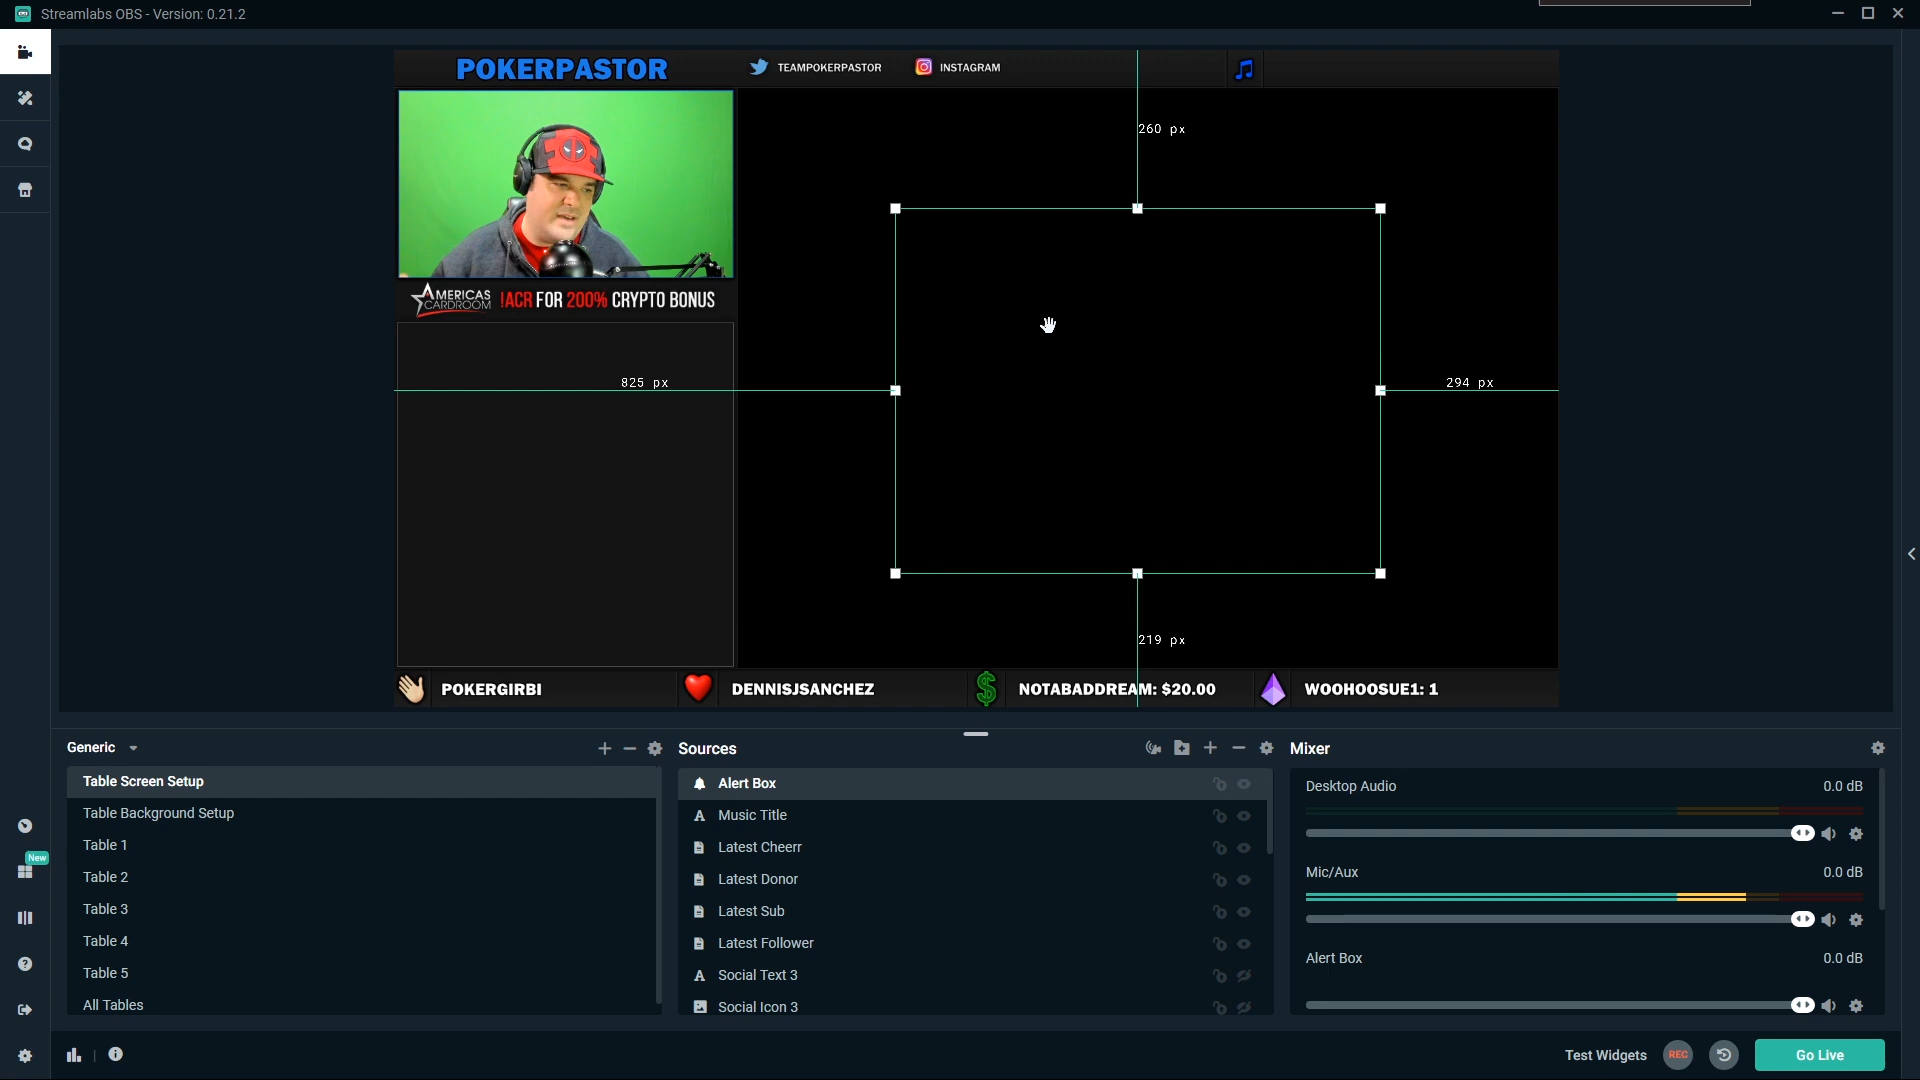 Streamlabs OBS - Version: 0.21.2
POKERPASTOR
TEAMPOKERPASTOR
INSTAGRAM
260 px
AMERICAS CARDROOM
!ACR FOR 200% CRYPTO BONUS
825 px
294 px
219 px
POKERGIRBI
DENNISJSANCHEZ
NOTABADDREAM: $20.00
WOOHOOSUE1: 1
Generic
Table Screen Setup
Table Background Setup
Table 1
Table 2
Table 3
Table 4
Table 5
All Tables
New
Sources
Alert Box
Music Title
Latest Cheerr
Latest Donor
Latest Sub
Latest Follower
Social Text 3
Social Icon 3
Mixer
Desktop Audio 0.0 dB
Mic/Aux 0.0 dB
Alert Box 0.0 dB
Test Widgets
REC
Go Live